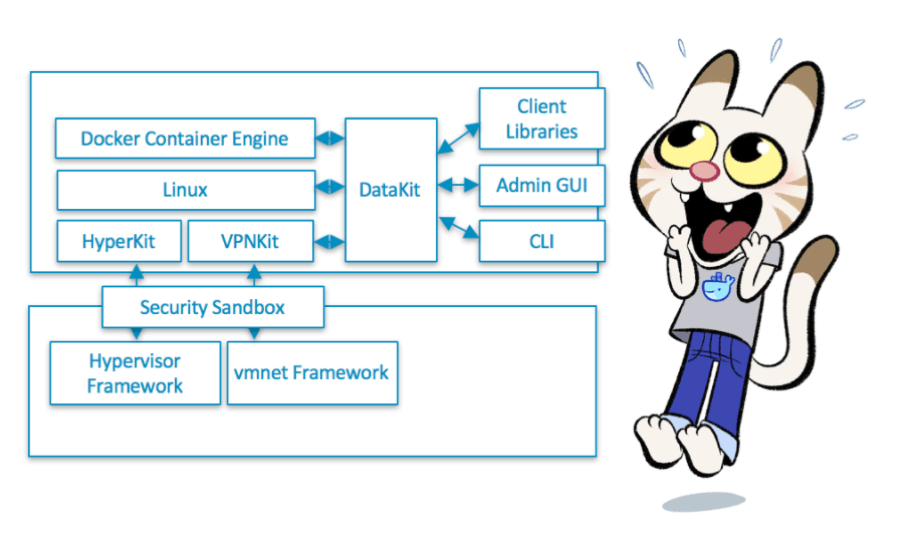 Docker Container Engine
Linux
HyperKit
VPNKit
DataKit
Client
Libraries
Admin GUI
CLI
Security Sandbox
Hypervisor
Framework
vmnet Framework